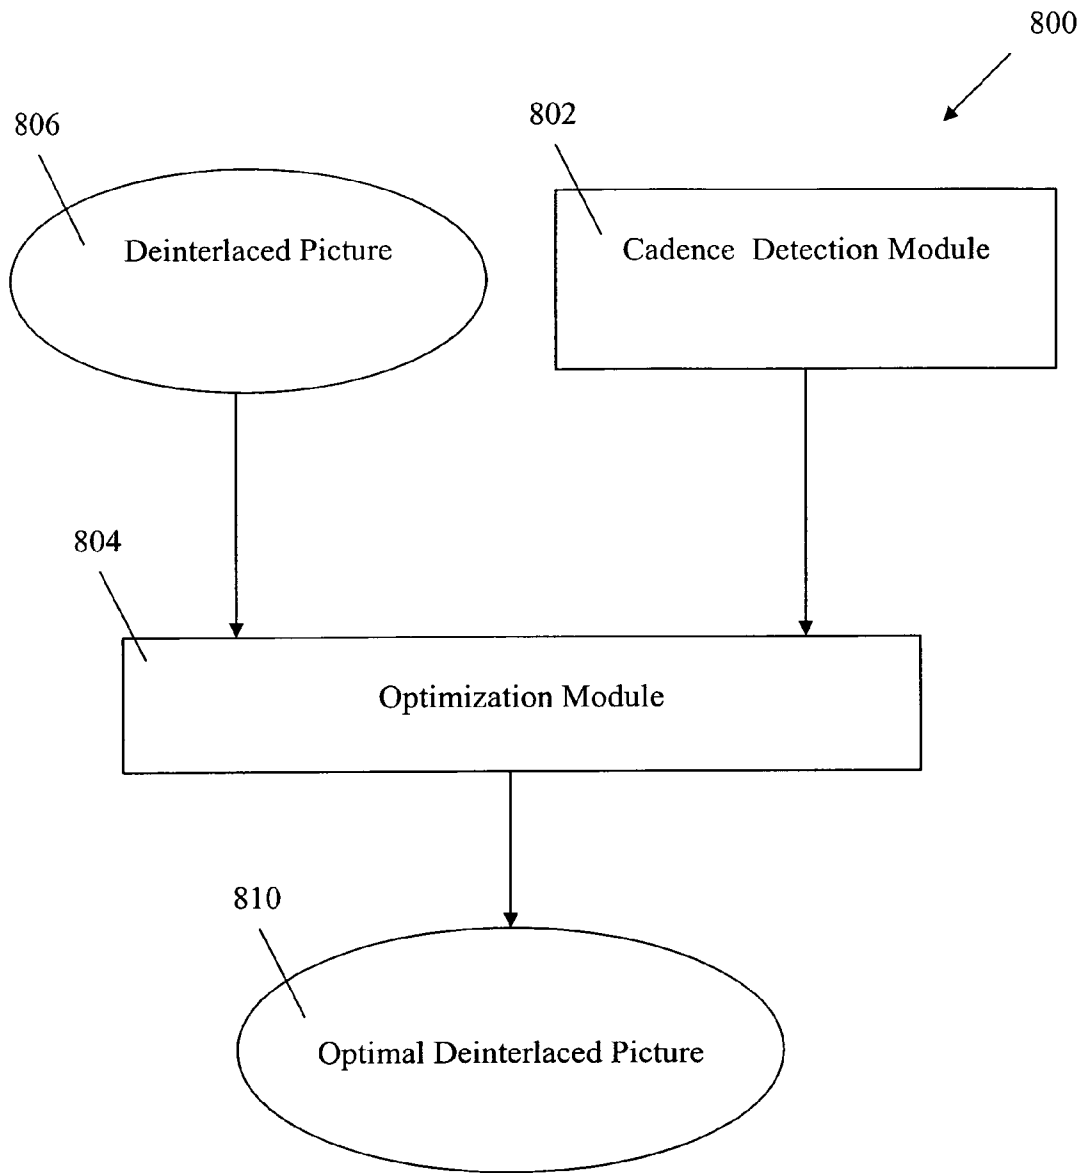 800
806
802
Deinterlaced Picture
Cadence Detection Module
804
Optimization Module
810
Optimal Deinterlaced Picture